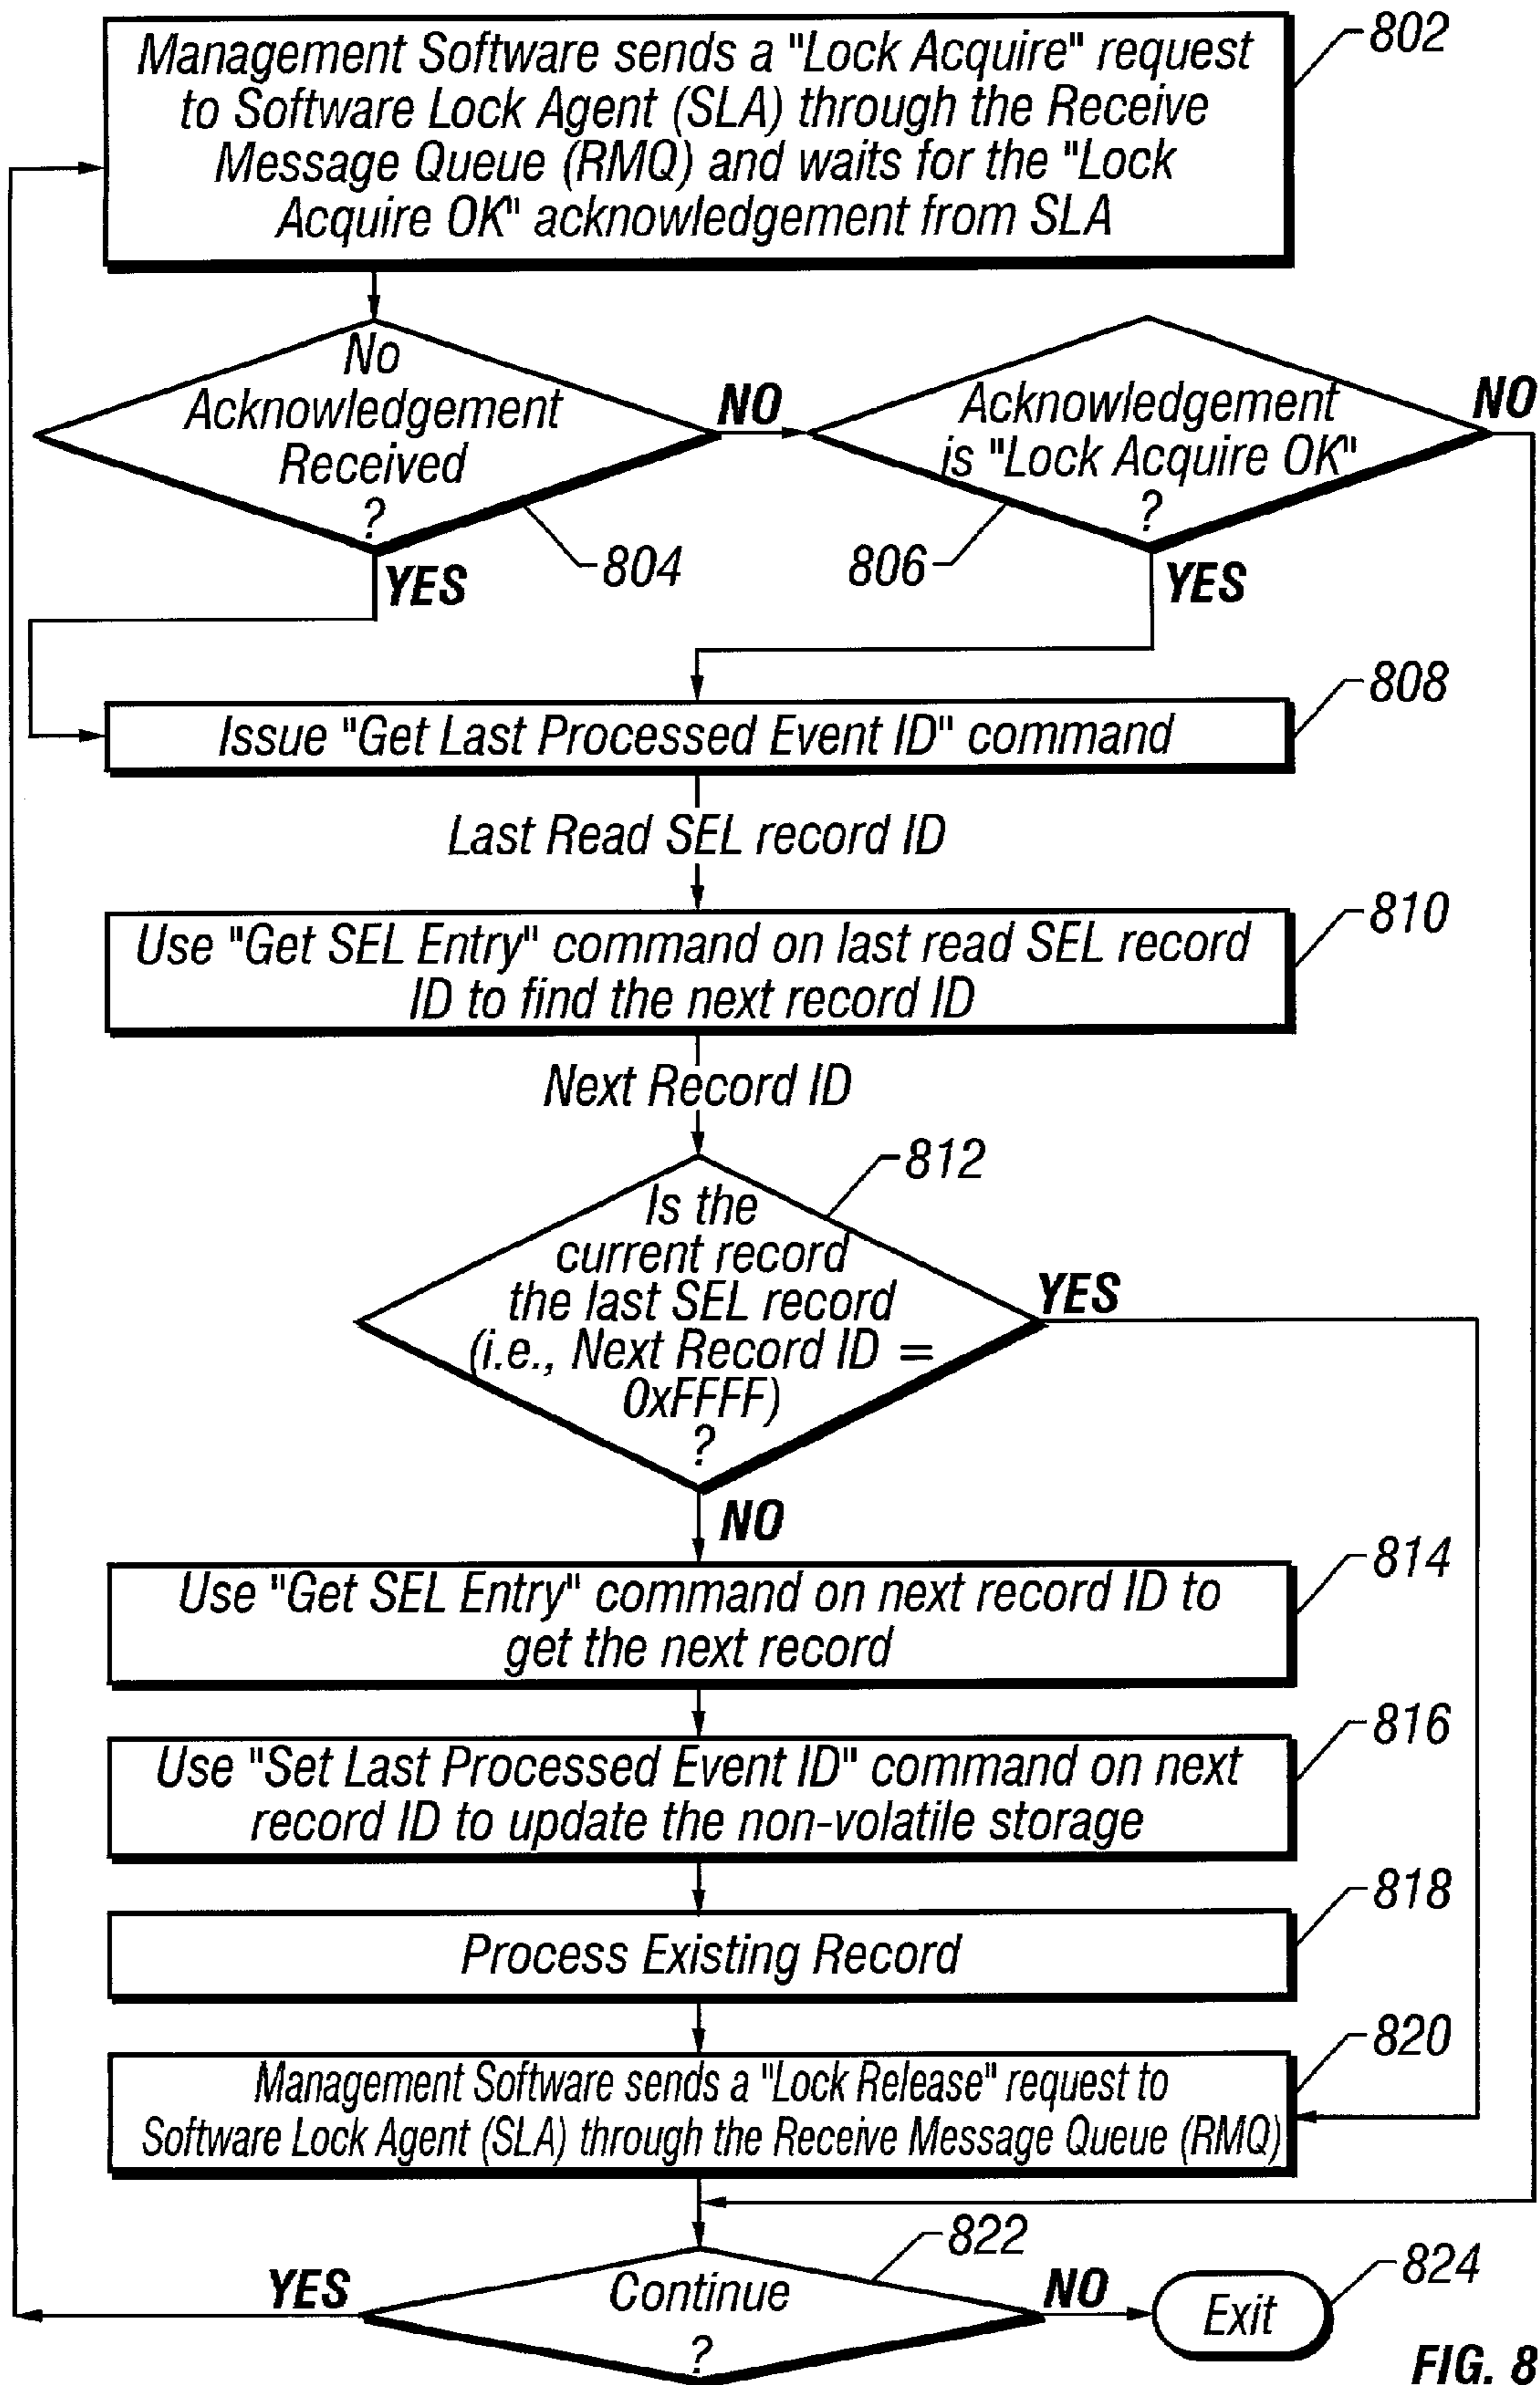 Management Software sends a "Lock Acquire" request
to Software Lock Agent (SLA) through the Receive
Message Queue (RMQ) and waits for the "Lock
Acquire OK" acknowledgement from SLA
802
No
Acknowledgement
Received
?
NO
804
YES
Acknowledgement
is "Lock Acquire OK"
?
NO
806
YES
Issue "Get Last Processed Event ID" command
808
Last Read SEL record ID
Use "Get SEL Entry" command on last read SEL record
ID to find the next record ID
810
Next Record ID
812
Is the
current record
the last SEL record
(i.e., Next Record ID =
0xFFFF)
?
YES
NO
Use "Get SEL Entry" command on next record ID to
get the next record
814
Use "Set Last Processed Event ID" command on next
record ID to update the non-volatile storage
816
Process Existing Record
818
Management Software sends a "Lock Release" request to
Software Lock Agent (SLA) through the Receive Message Queue (RMQ)
820
822
YES
Continue
?
NO
Exit
824
FIG. 8